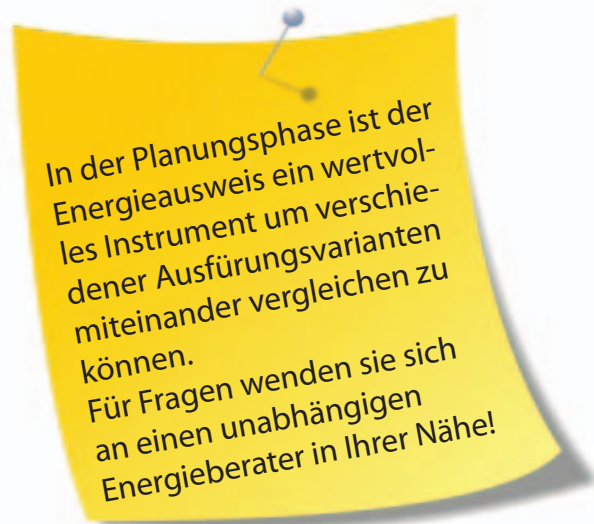 In der Planungsphase ist der
Energieausweis ein wertvol-
les Instrument um verschie-
dener Ausfürungsvarianten
miteinander vergleichen zu
können.
Für Fragen wenden sie sich
an einen unabhängigen
Energieberater in Ihrer Nähe!